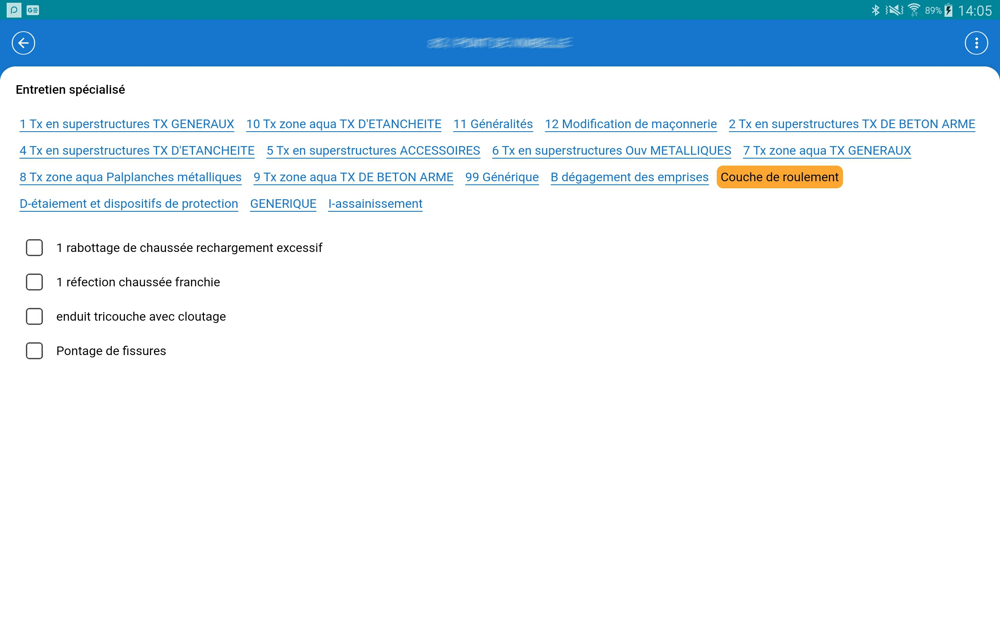 89% 14:05
Entretien spécialisé
1 Tx en superstructures TX GENERAUX 10 Tx zone aqua TX D'ETANCHEITE 11 Généralités 12 Modification de maçonnerie 2 Tx en superstructures TX DE BETON ARME
4 Tx en superstructures TX D'ETANCHEITE 5 Tx en superstructures ACCESSOIRES 6 Tx en superstructures Ouv METALLIQUES 7 Tx zone aqua TX GENERAUX
8 Tx zone aqua Palplanches métalliques 9 Tx zone aqua TX DE BETON ARME 99 Générique B dégagement des emprises Couche de roulement
D-étaiement et dispositifs de protection GENERIQUE I-assainissement
1 rabottage de chaussée rechargement excessif
1 réfection chaussée franchie
enduit tricouche avec cloutage
Pontage de fissures